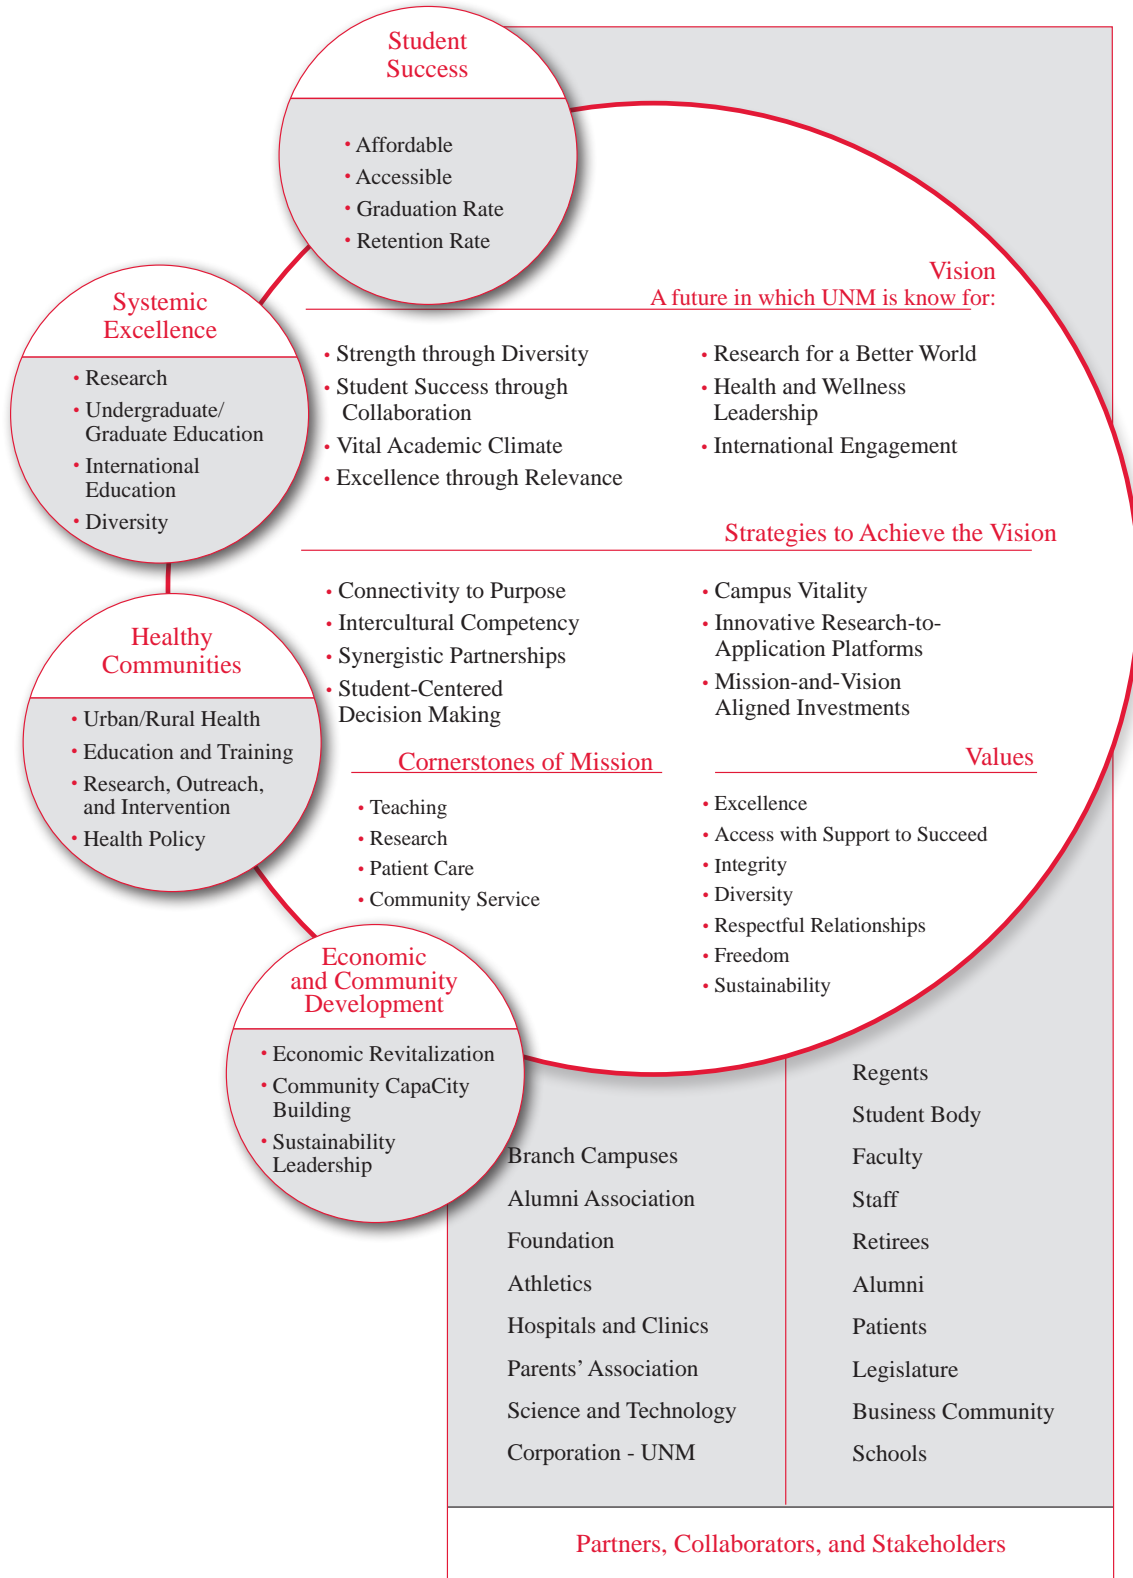 Student
Success
• Affordable
• Accessible
• Graduation Rate
• Retention Rate
Systemic
Excellence
• Research
• Undergraduate/
Graduate Education
• International
Education
• Diversity
Healthy
Communities
• Urban/Rural Health
• Education and Training
• Research, Outreach,
and Intervention
• Health Policy
Economic
and Community
Development
• Economic Revitalization
• Community CapaCity
Building
• Sustainability
Leadership
Vision
A future in which UNM is know for:
• Strength through Diversity
• Student Success through
Collaboration
• Vital Academic Climate
• Excellence through Relevance
• Research for a Better World
• Health and Wellness
Leadership
• International Engagement
Strategies to Achieve the Vision
• Connectivity to Purpose
• Intercultural Competency
• Synergistic Partnerships
• Student-Centered
Decision Making
• Campus Vitality
• Innovative Research-to-
Application Platforms
• Mission-and-Vision
Aligned Investments
Cornerstones of Mission
• Teaching
• Research
• Patient Care
• Community Service
Values
• Excellence
• Access with Support to Succeed
• Integrity
• Diversity
• Respectful Relationships
• Freedom
• Sustainability
Branch Campuses
Alumni Association
Foundation
Athletics
Hospitals and Clinics
Parents’ Association
Science and Technology
Corporation - UNM
Regents
Student Body
Faculty
Staff
Retirees
Alumni
Patients
Legislature
Business Community
Schools
Partners, Collaborators, and Stakeholders